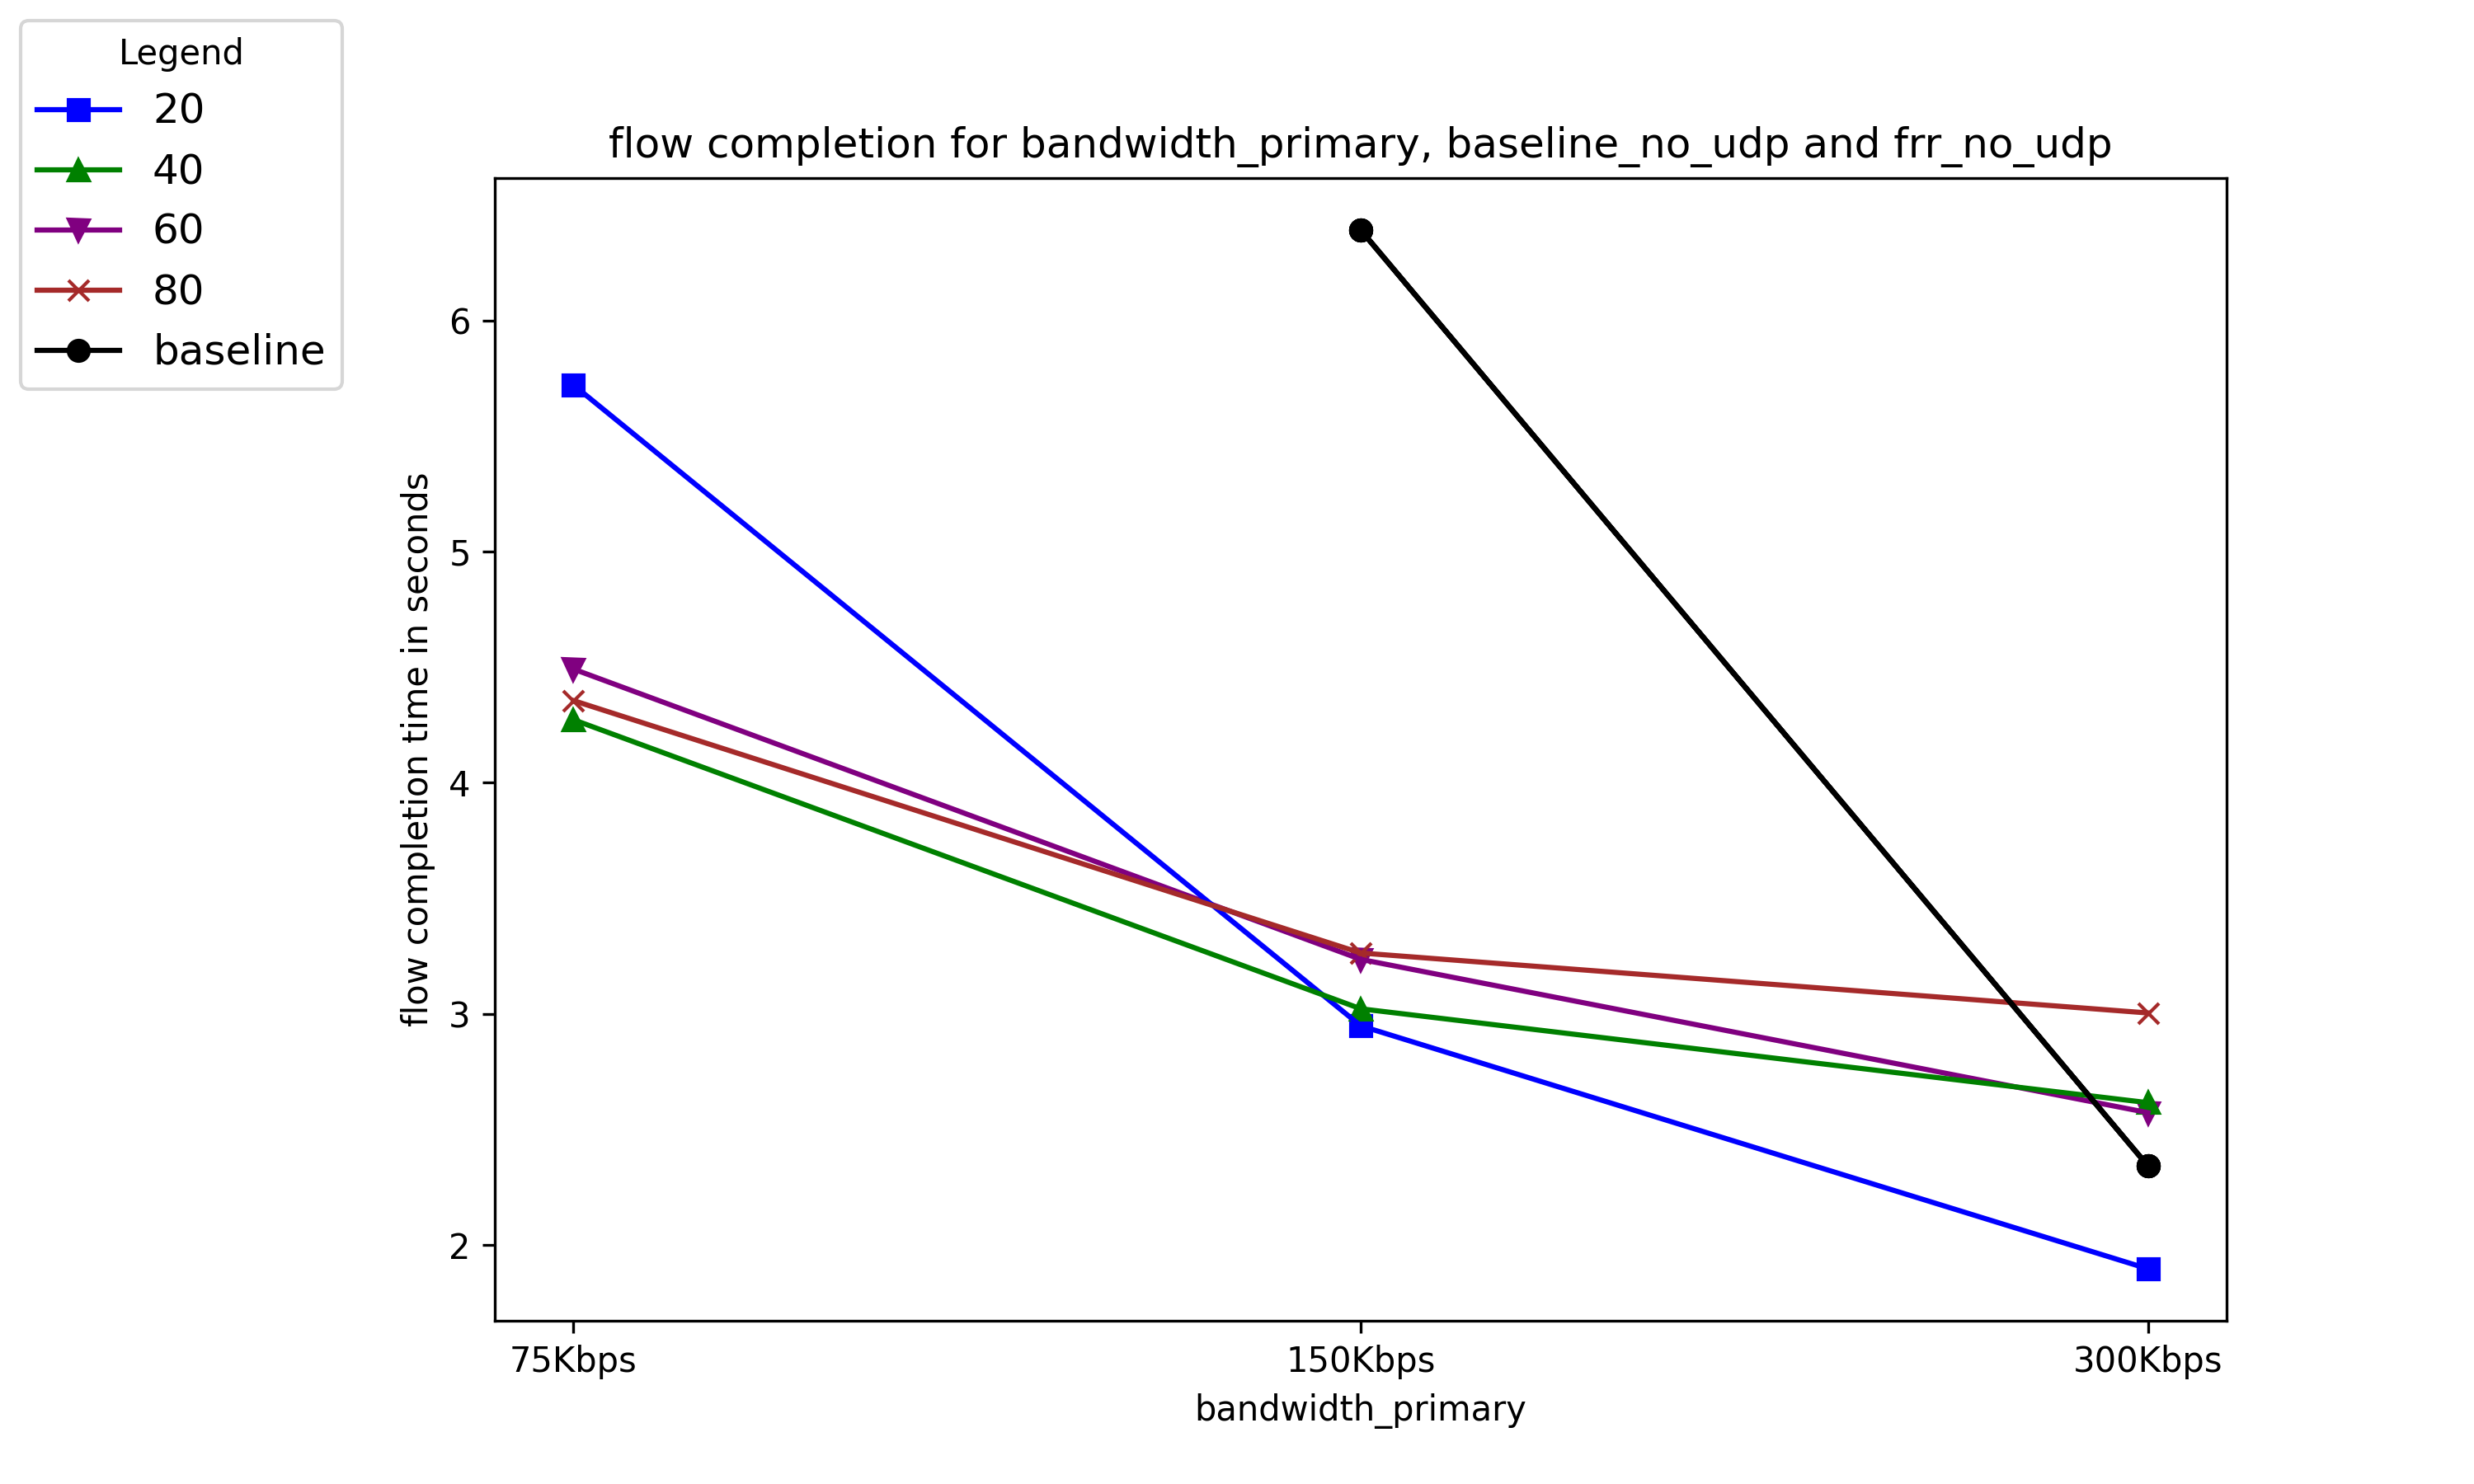 Legend
20
40
60
80
baseline
flow completion for bandwidth_primary, baseline_no_udp and frr_no_udp
flow completion time in seconds
6
5
4
3
2
75Kbps 150Kbps 300Kbps
bandwidth_primary